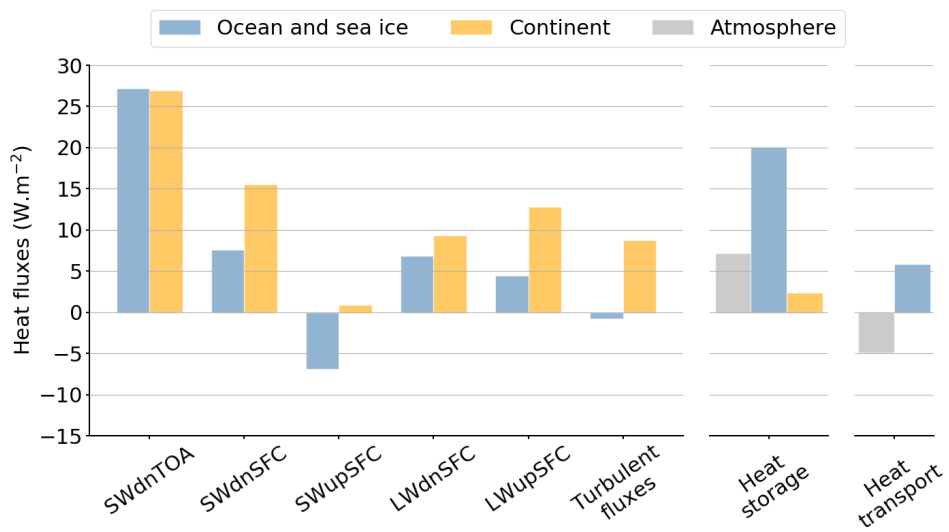 Ocean and sea ice Continent Atmosphere
Heat fluxes (W.m⁻²)
30
25
20
15
10
5
0
−5
−10
−15
SWdnTOA
SWdnSFC
SWupSFC
LWdnSFC
LWupSFC
Turbulent
fluxes
Heat
storage
Heat
transport